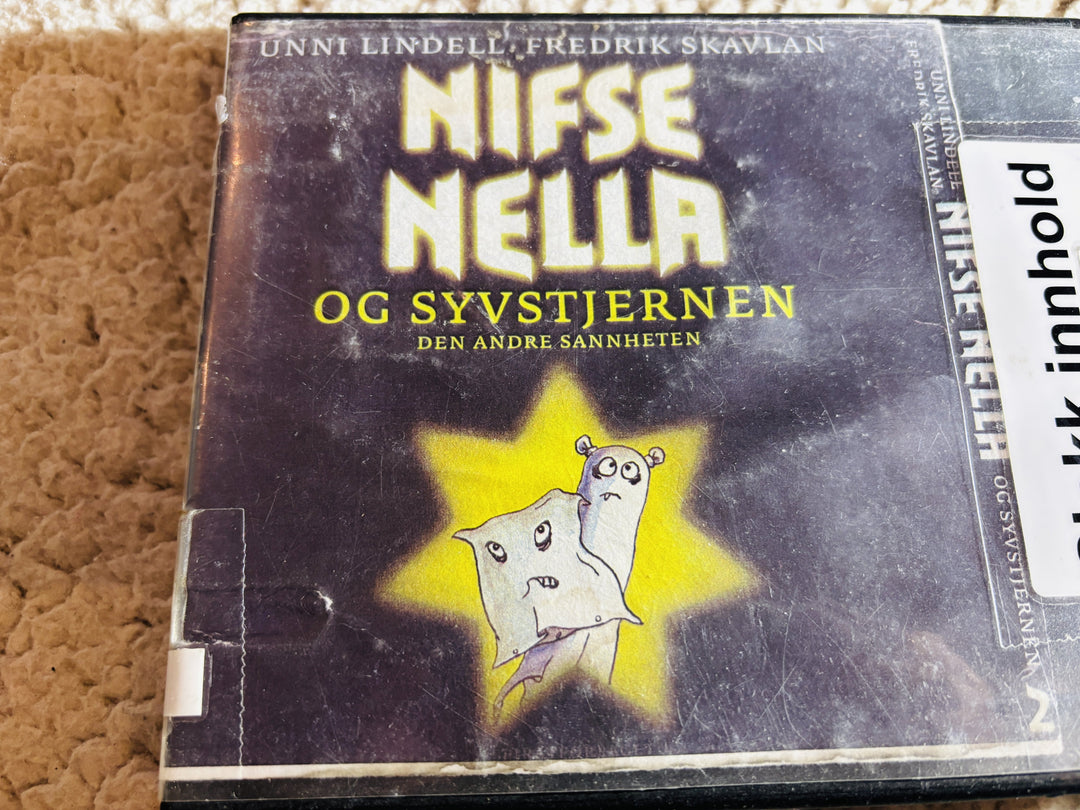 UNNI LINDELL, FREDRIK SKAVLAN
NIFSE
NELLA
OG SYVSTJERNEN
DEN ANDRE SANNHETEN
UNNI LINDELL
FREDRIK SKAVLAN
NIFSE NELLA OG SYVSTJERNEN
2
kk innhold